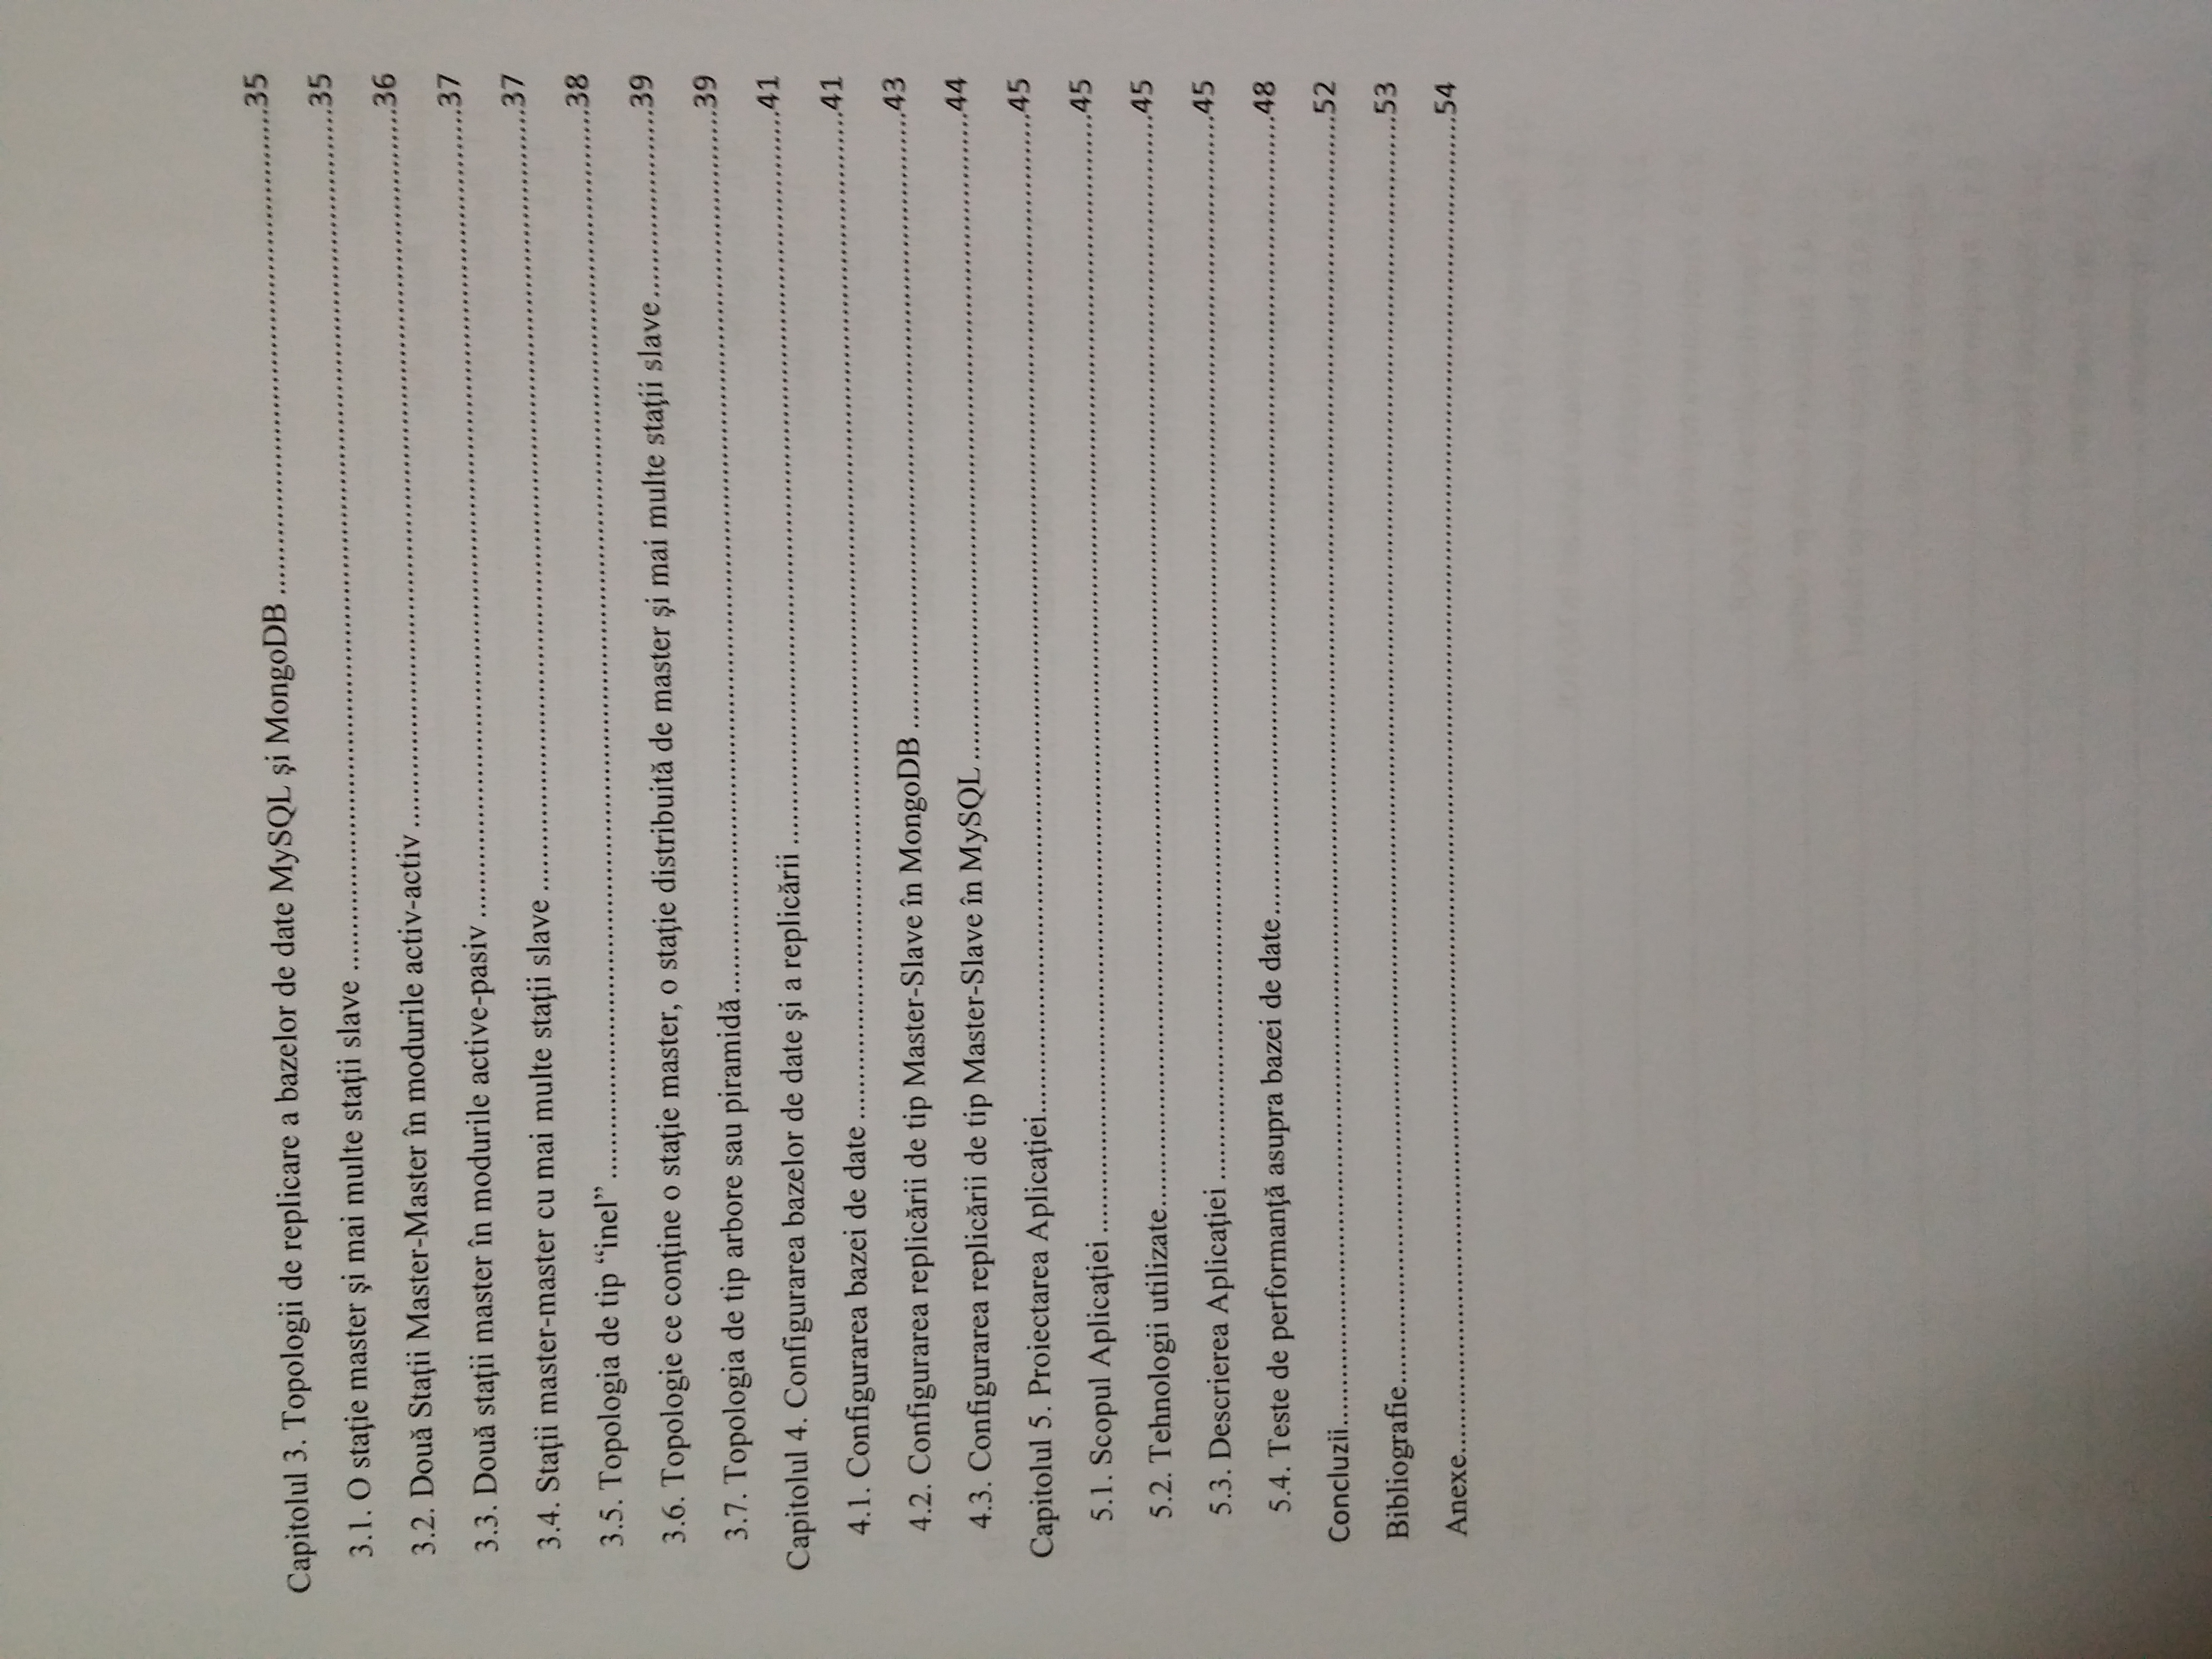 Capitolul 3. Topologii de replicare a bazelor de date MySQL şi MongoDB ........................................................35
3.1. O staţie master şi mai multe staţii slave ........................................................35
3.2. Două Staţii Master-Master în modurile activ-activ ........................................................36
3.3. Două staţii master în modurile active-pasiv ........................................................37
3.4. Staţii master-master cu mai multe staţii slave ........................................................37
3.5. Topologia de tip “inel” ........................................................38
3.6. Topologie ce conţine o staţie master, o staţie distribuită de master şi mai multe staţii slave.......................39
3.7. Topologia de tip arbore sau piramidă ........................................................39
Capitolul 4. Configurarea bazelor de date şi a replicării ........................................................41
4.1. Configurarea bazei de date ........................................................41
4.2. Configurarea replicării de tip Master-Slave în MongoDB ........................................................43
4.3. Configurarea replicării de tip Master-Slave în MySQL ........................................................44
Capitolul 5. Proiectarea Aplicaţiei........................................................45
5.1. Scopul Aplicaţiei ........................................................45
5.2. Tehnologii utilizate........................................................45
5.3. Descrierea Aplicaţiei ........................................................45
5.4. Teste de performanţă asupra bazei de date........................................................48
Concluzii........................................................52
Bibliografie........................................................53
Anexe........................................................54